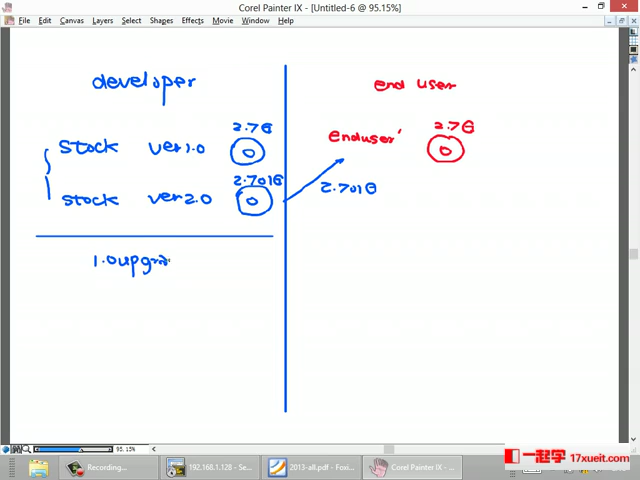 Corel Painter IX - [Untitled-6 @ 95.15%]
File Edit Canvas Layers Select Shapes Effects Movie Window Help
developer
end user
2.7G
2.7G
stock ver1.0 O
enduser' O
2.701G
stock ver2.0 O
2.701G
1.0upgra
95.15%
Recording...
192.168.1.128 - Se...
2013-all.pdf - Foxi...
Corel Painter IX - ...
一起学 17xueit.com